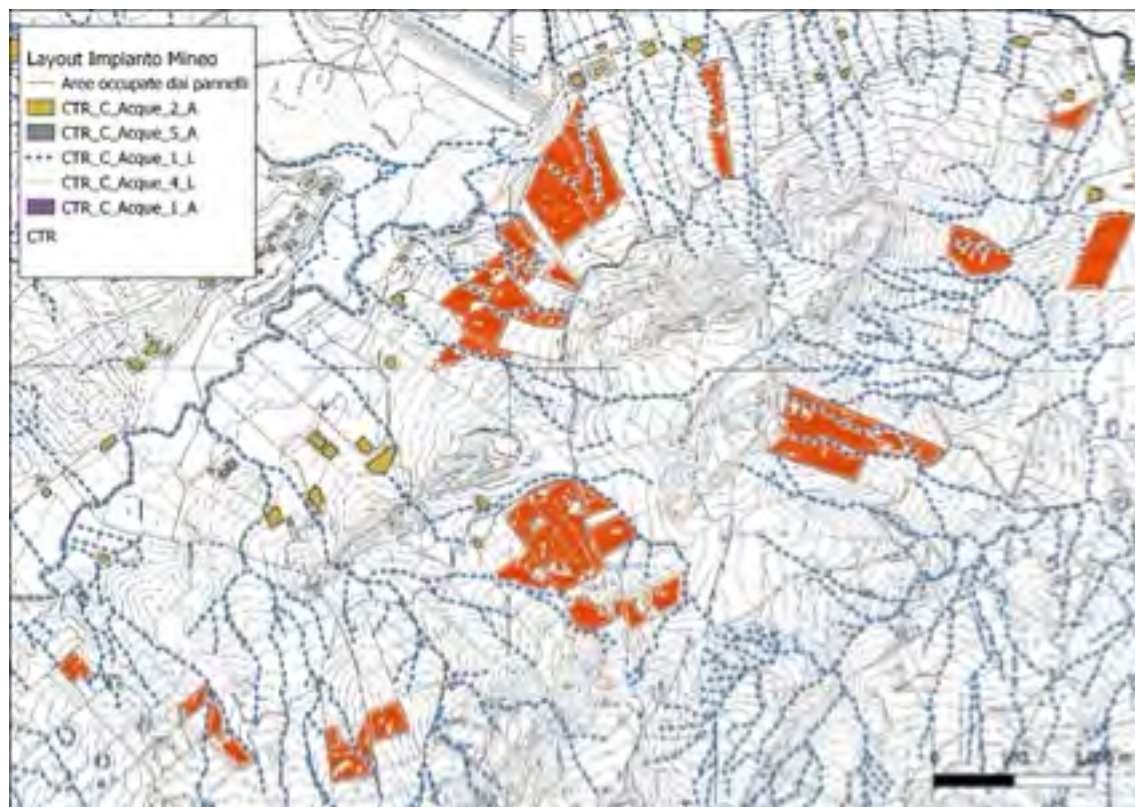 Layout Impianto Mineo
Aree occupate dai pannelli
CTR_C_Acque_2_A
CTR_C_Acque_5_A
CTR_C_Acque_1_L
CTR_C_Acque_4_L
CTR_C_Acque_1_A
CTR
0